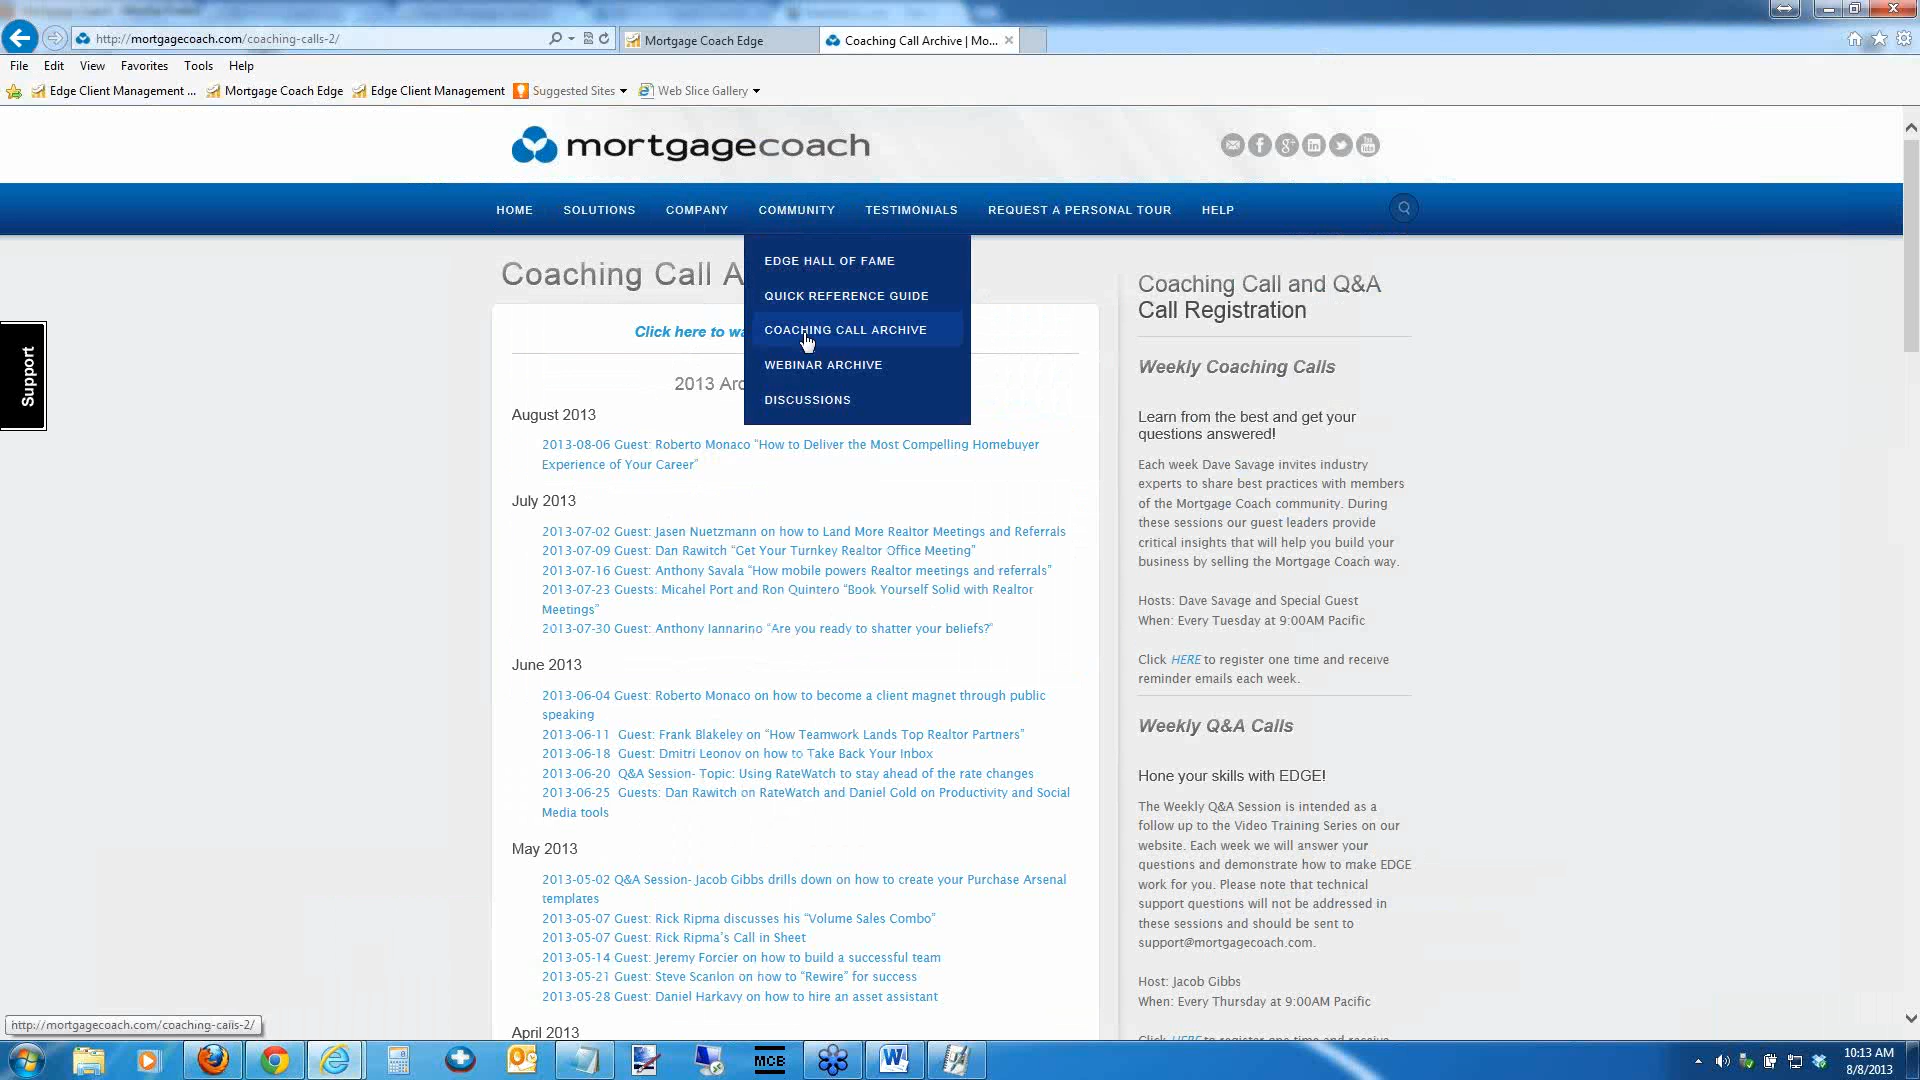 http://mortgagecoach.com/coaching-calls-2/
Mortgage Coach Edge
Coaching Call Archive | Mo...
File Edit View Favorites Tools Help
Edge Client Management ... Mortgage Coach Edge Edge Client Management Suggested Sites Web Slice Gallery
mortgagecoach
HOME SOLUTIONS COMPANY COMMUNITY TESTIMONIALS REQUEST A PERSONAL TOUR HELP
EDGE HALL OF FAME
QUICK REFERENCE GUIDE
COACHING CALL ARCHIVE
WEBINAR ARCHIVE
DISCUSSIONS
Support
Coaching Call A
Click here to wa
2013 Arc
August 2013
2013-08-06 Guest: Roberto Monaco “How to Deliver the Most Compelling Homebuyer
Experience of Your Career”
July 2013
2013-07-02 Guest: Jasen Nuetzmann on how to Land More Realtor Meetings and Referrals
2013-07-09 Guest: Dan Rawitch “Get Your Turnkey Realtor Office Meeting”
2013-07-16 Guest: Anthony Savala “How mobile powers Realtor meetings and referrals”
2013-07-23 Guests: Micahel Port and Ron Quintero “Book Yourself Solid with Realtor
Meetings”
2013-07-30 Guest: Anthony Iannarino “Are you ready to shatter your beliefs?”
June 2013
2013-06-04 Guest: Roberto Monaco on how to become a client magnet through public
speaking
2013-06-11 Guest: Frank Blakeley on “How Teamwork Lands Top Realtor Partners”
2013-06-18 Guest: Dmitri Leonov on how to Take Back Your Inbox
2013-06-20 Q&A Session- Topic: Using RateWatch to stay ahead of the rate changes
2013-06-25 Guests: Dan Rawitch on RateWatch and Daniel Gold on Productivity and Social
Media tools
May 2013
2013-05-02 Q&A Session- Jacob Gibbs drills down on how to create your Purchase Arsenal
templates
2013-05-07 Guest: Rick Ripma discusses his “Volume Sales Combo”
2013-05-07 Guest: Rick Ripma’s Call in Sheet
2013-05-14 Guest: Jeremy Forcier on how to build a successful team
2013-05-21 Guest: Steve Scanlon on how to “Rewire” for success
2013-05-28 Guest: Daniel Harkavy on how to hire an asset assistant
April 2013
Coaching Call and Q&A
Call Registration
Weekly Coaching Calls
Learn from the best and get your
questions answered!
Each week Dave Savage invites industry
experts to share best practices with members
of the Mortgage Coach community. During
these sessions our guest leaders provide
critical insights that will help you build your
business by selling the Mortgage Coach way.
Hosts: Dave Savage and Special Guest
When: Every Tuesday at 9:00AM Pacific
Click HERE to register one time and receive
reminder emails each week.
Weekly Q&A Calls
Hone your skills with EDGE!
The Weekly Q&A Session is intended as a
follow up to the Video Training Series on our
website. Each week we will answer your
questions and demonstrate how to make EDGE
work for you. Please note that technical
support questions will not be addressed in
these sessions and should be sent to
support@mortgagecoach.com.
Host: Jacob Gibbs
When: Every Thursday at 9:00AM Pacific
Click HERE to register one time and receive
http://mortgagecoach.com/coaching-calls-2/
MCB
10:13 AM
8/8/2013